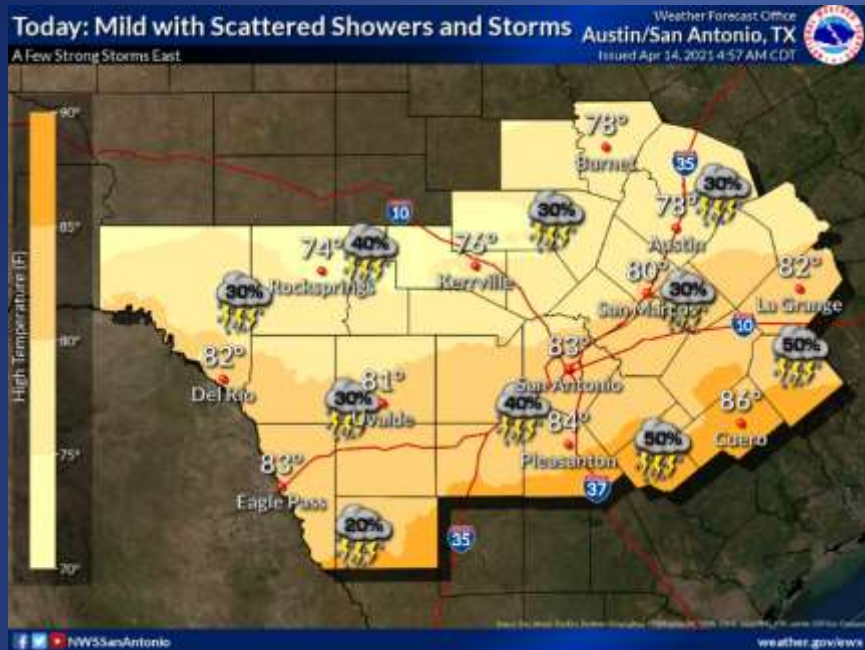 Today: Mild with Scattered Showers and Storms
A Few Strong Storms East
Weather Forecast Office
Austin/San Antonio, TX
Issued Apr 14, 2021 4:57 AM CDT
High Temperature (F)
90°
85°
80°
75°
70°
78°
Burnet
35
30%
78°
Austin
10
30%
74°
40%
Rocksprings
76°
Kerrville
80°
San Marcos
30%
82°
La Grange
30%
10
82°
Del Rio
83°
San Antonio
50%
81°
30%
Uvalde
40%
84°
Pleasanton
86°
Cuero
50%
83°
Eagle Pass
37
20%
35
NWSSanAntonio
weather.gov/ewx